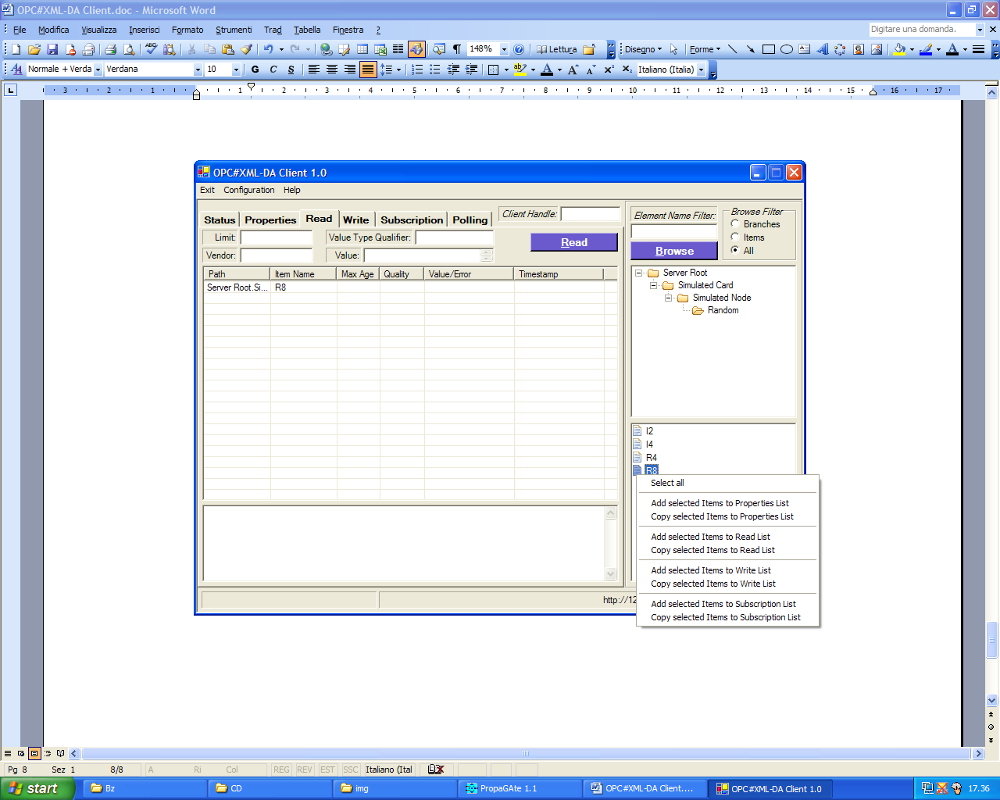 OPC#XML-DA Client.doc - Microsoft Word
File Modifica Visualizza Inserisci Formato Strumenti Trad Tabella Finestra ? Digitare una domanda.
148% Lettura Disegno Forme
Normale + Verda Verdana 10 G C S Italiano (Italia)
3 2 1 1 2 3 4 5 6 7 8 9 10 11 12 13 14 15 16 17
OPC#XML-DA Client 1.0
Exit Configuration Help
Status Properties Read Write Subscription Polling Client Handle:
Limit: Value Type Qualifier: Read
Vendor: Value:
Path Item Name Max Age Quality Value/Error Timestamp
Server Root.Si... R8
Element Name Filter: Browse Filter
Branches
Items
Browse All
Server Root
Simulated Card
Simulated Node
Random
I2
I4
R4
R8
Select all
Add selected Items to Properties List
Copy selected Items to Properties List
Add selected Items to Read List
Copy selected Items to Read List
Add selected Items to Write List
Copy selected Items to Write List
Add selected Items to Subscription List
Copy selected Items to Subscription List
http://12
Pg 8 Sez 1 8/8 A Ri Col REG REV EST SSC Italiano (Ital
start Bz CD img PropaGAte 1.1 OPC#XML-DA Client.... OPC#XML-DA Client 1.0 17.36